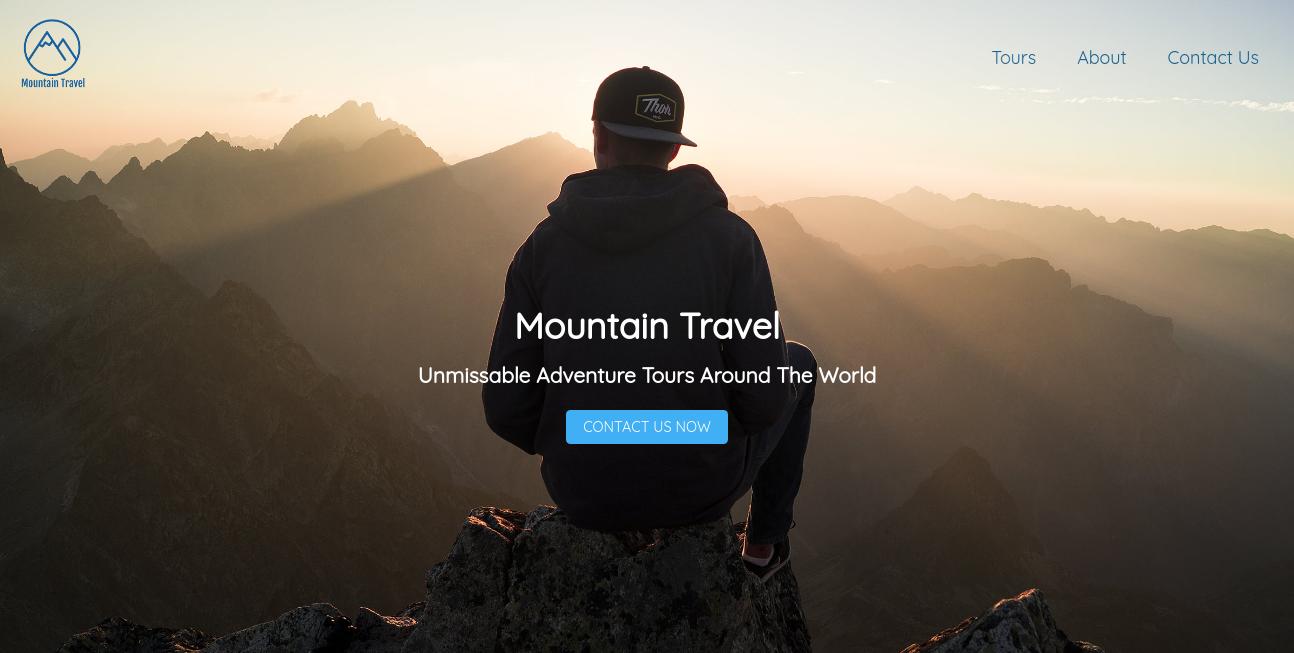 Mountain Travel
Tours
About
Contact Us
Thor
Mountain Travel
Unmissable Adventure Tours Around The World
CONTACT US NOW